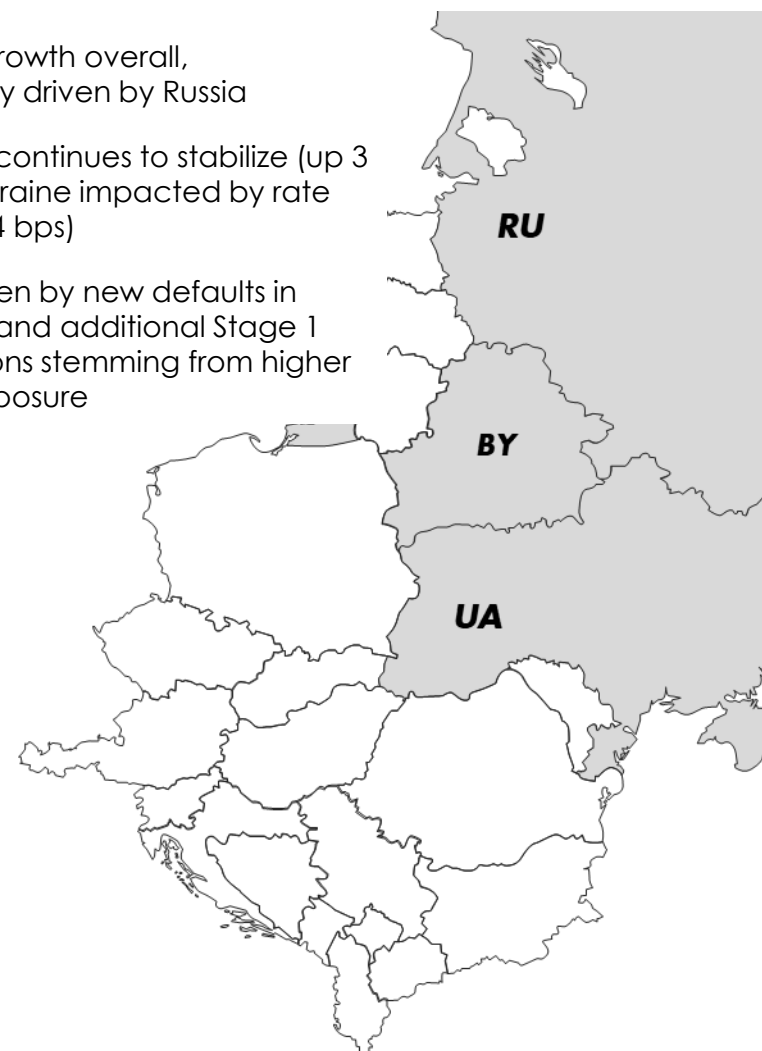 rowth overall,
y driven by Russia
continues to stabilize (up 3
raine impacted by rate
4 bps)
en by new defaults in
and additional Stage 1
ons stemming from higher
posure
RU
BY
UA